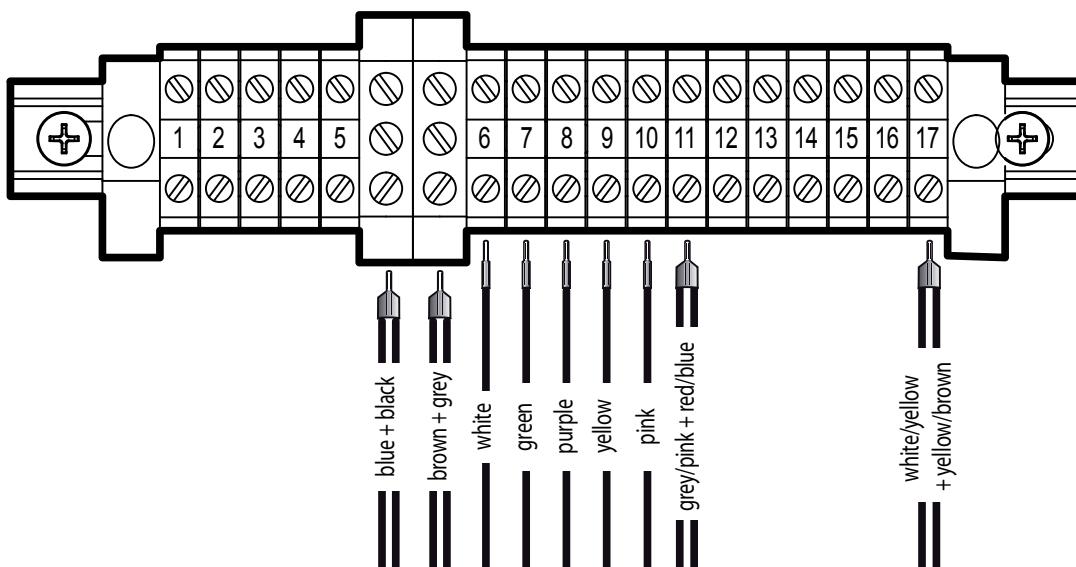 1 2 3 4 5 6 7 8 9 10 11 12 13 14 15 16 17
blue + black
brown + grey
white
green
purple
yellow
pink
grey/pink + red/blue
white/yellow
+ yellow/brown